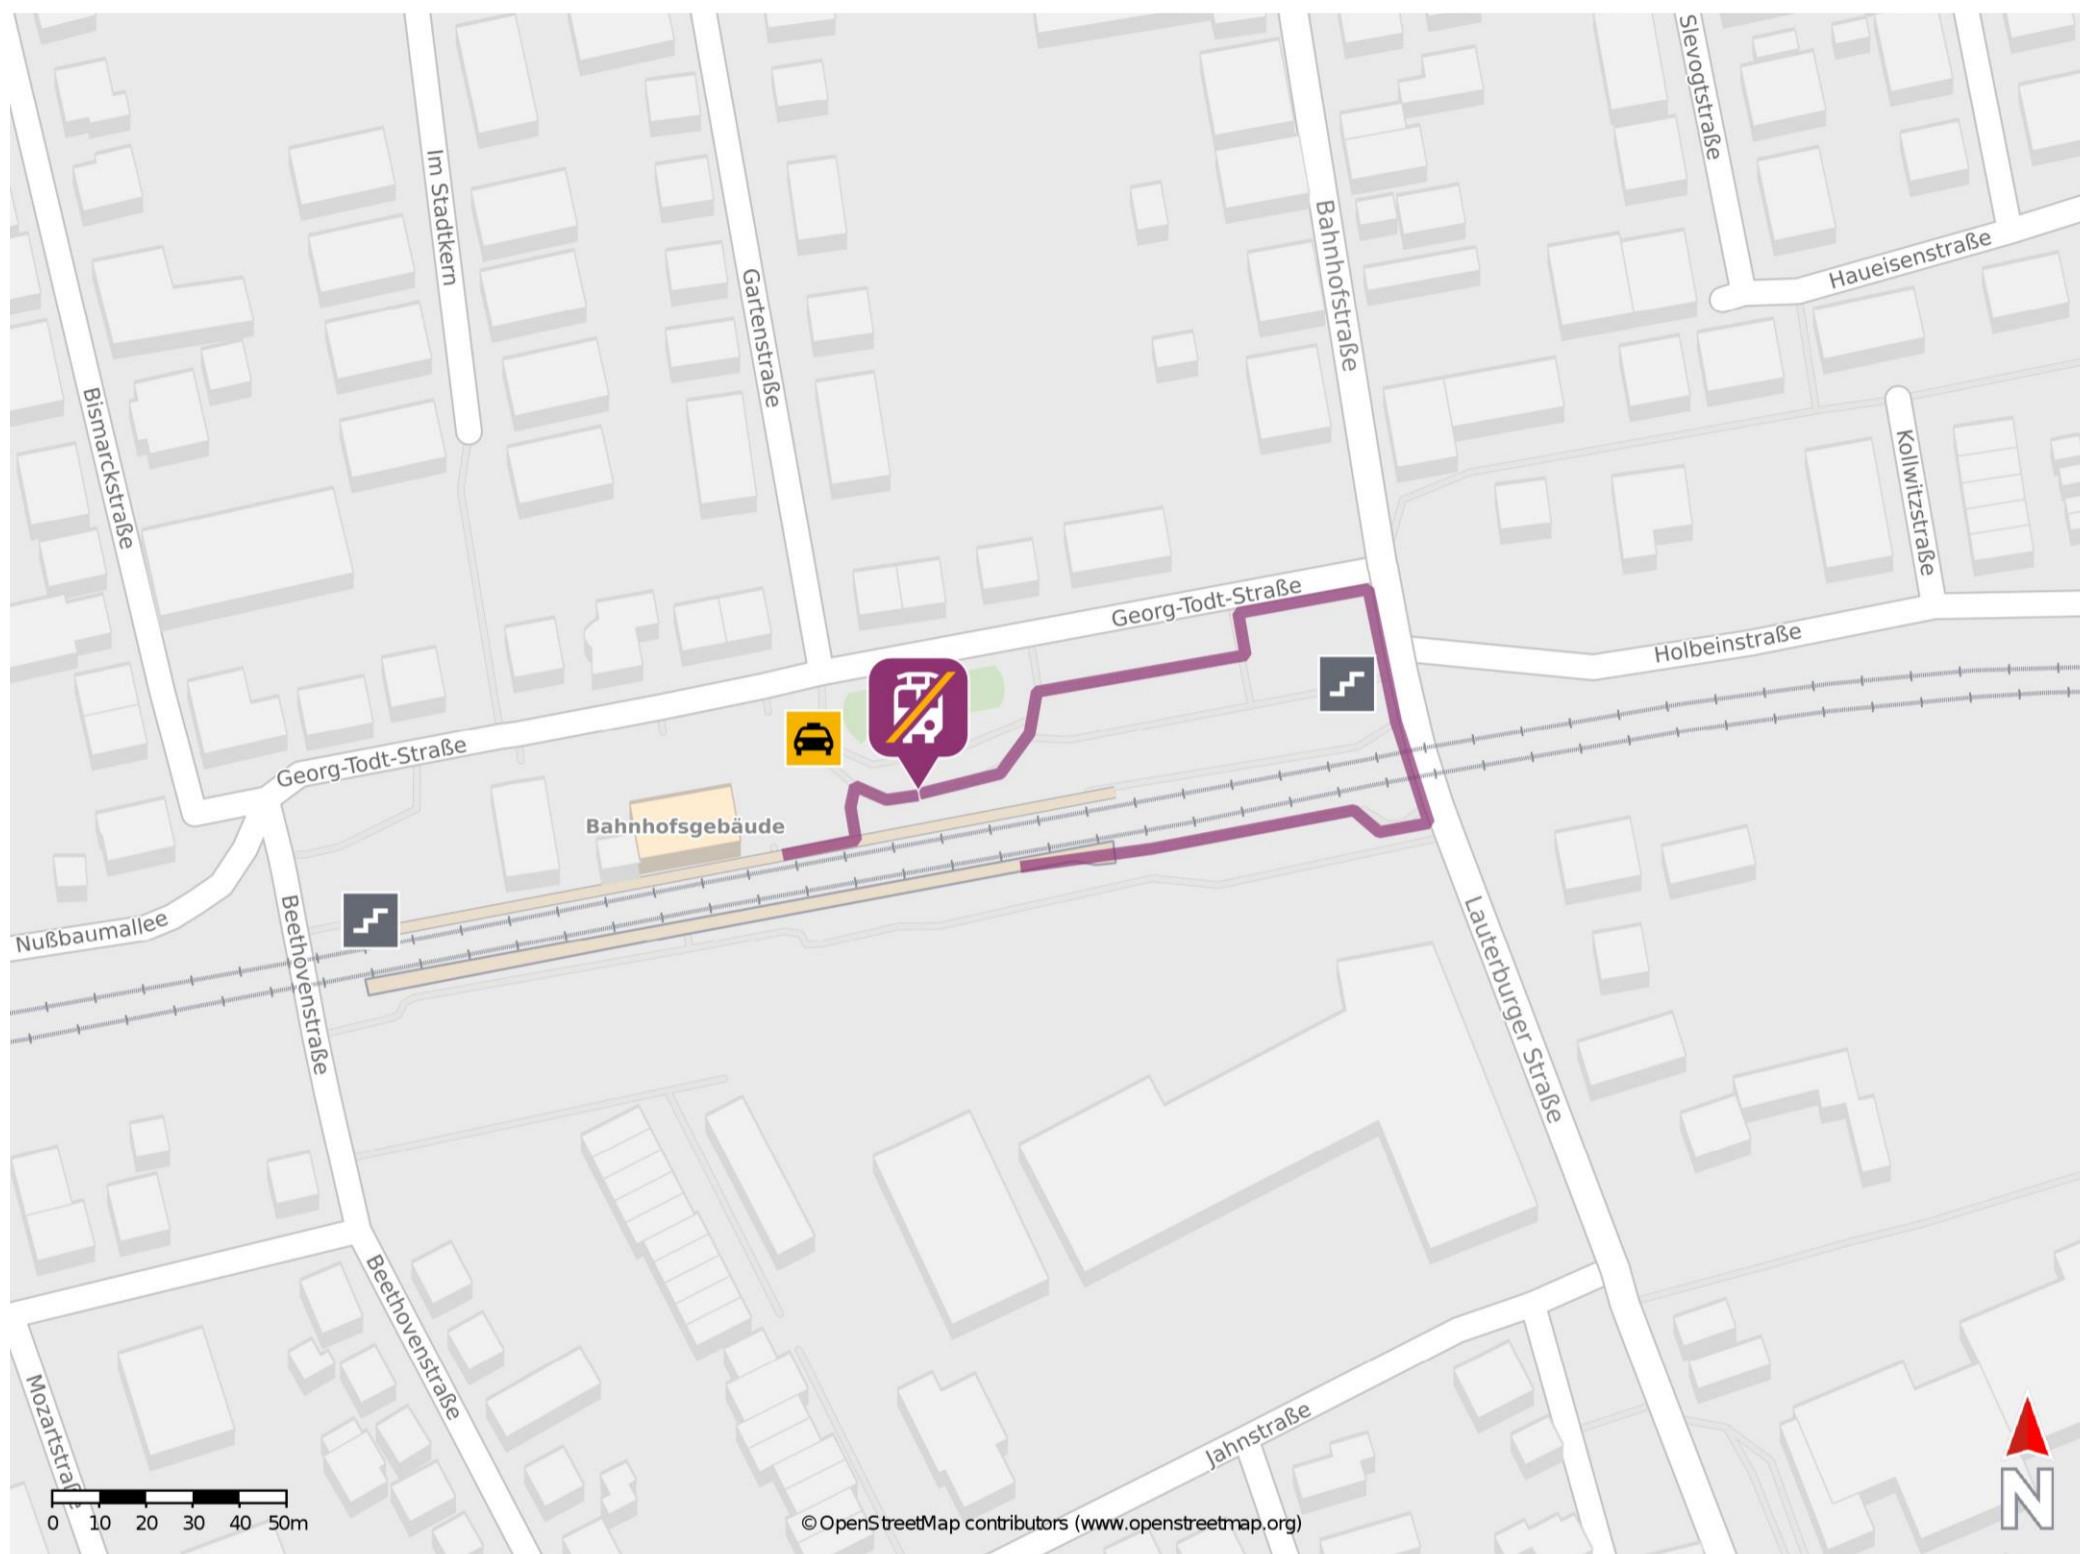 Slevogtstraße
Im Stadtkern
Bahnhofstraße
Haueisenstraße
Gartenstraße
Bismarckstraße
Kollwitzstraße
Georg-Todt-Straße
Holbeinstraße
Georg-Todt-Straße
Bahnhofsgebäude
Nußbaumallee
Beethovenstraße
Lauterburger Straße
Beethovenstraße
Mozartstraße
Jahnstraße
0 10 20 30 40 50m
© OpenStreetMap contributors (www.openstreetmap.org)
N